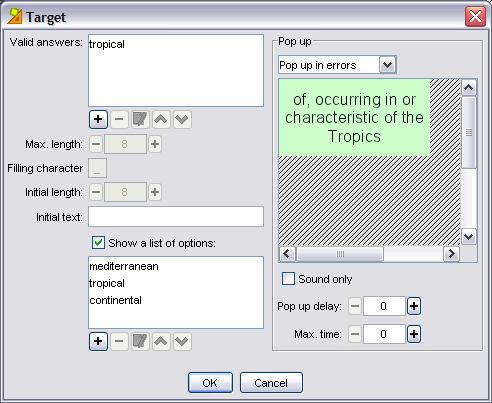 Target
Valid answers:
tropical
Max. length:
8
Filling character
_
Initial length:
8
Initial text:
Show a list of options:
mediterranean
tropical
continental
Pop up
Pop up in errors
of, occurring in or
characteristic of the
Tropics
Sound only
Pop up delay:
0
Max. time:
0
OK
Cancel